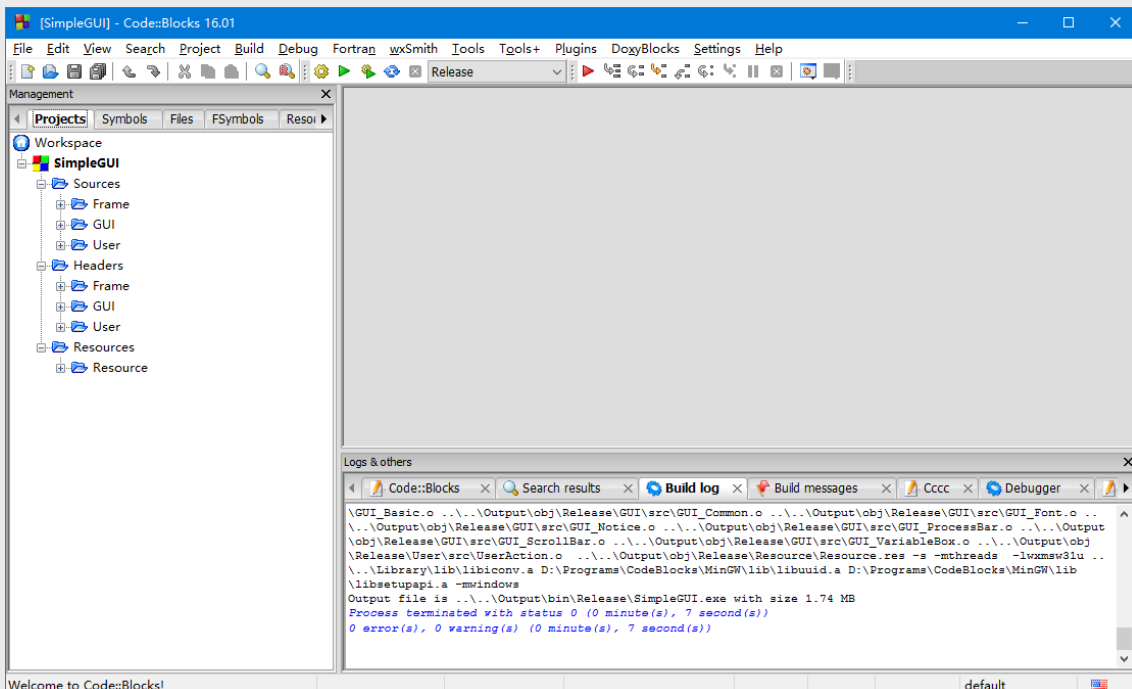 [SimpleGUI] - Code::Blocks 16.01
File Edit View Search Project Build Debug Fortran wxSmith Tools Tools+ Plugins DoxyBlocks Settings Help
Release
Management
Projects Symbols Files FSymbols Resou
Workspace
SimpleGUI
Sources
Frame
GUI
User
Headers
Frame
GUI
User
Resources
Resource
Logs & others
Code::Blocks Search results Build log Build messages Cccc Debugger
\GUI_Basic.o ..\..\Output\obj\Release\GUI\src\GUI_Common.o ..\..\Output\obj\Release\GUI\src\GUI_Font.o ..
\..\Output\obj\Release\GUI\src\GUI_Notice.o ..\..\Output\obj\Release\GUI\src\GUI_ProcessBar.o ..\..\Output
\obj\Release\GUI\src\GUI_ScrollBar.o ..\..\Output\obj\Release\GUI\src\GUI_VariableBox.o ..\..\Output\obj
\Release\User\src\UserAction.o ..\..\Output\obj\Release\Resource\Resource.res -s -mthreads -lwxmsw31u ..
\..\Library\lib\libiconv.a D:\Programs\CodeBlocks\MinGW\lib\libuuid.a D:\Programs\CodeBlocks\MinGW\lib
\libsetupapi.a -mwindows
Output file is ..\..\Output\bin\Release\SimpleGUI.exe with size 1.74 MB
Process terminated with status 0 (0 minute(s), 7 second(s))
0 error(s), 0 warning(s) (0 minute(s), 7 second(s))
Welcome to Code::Blocks! default